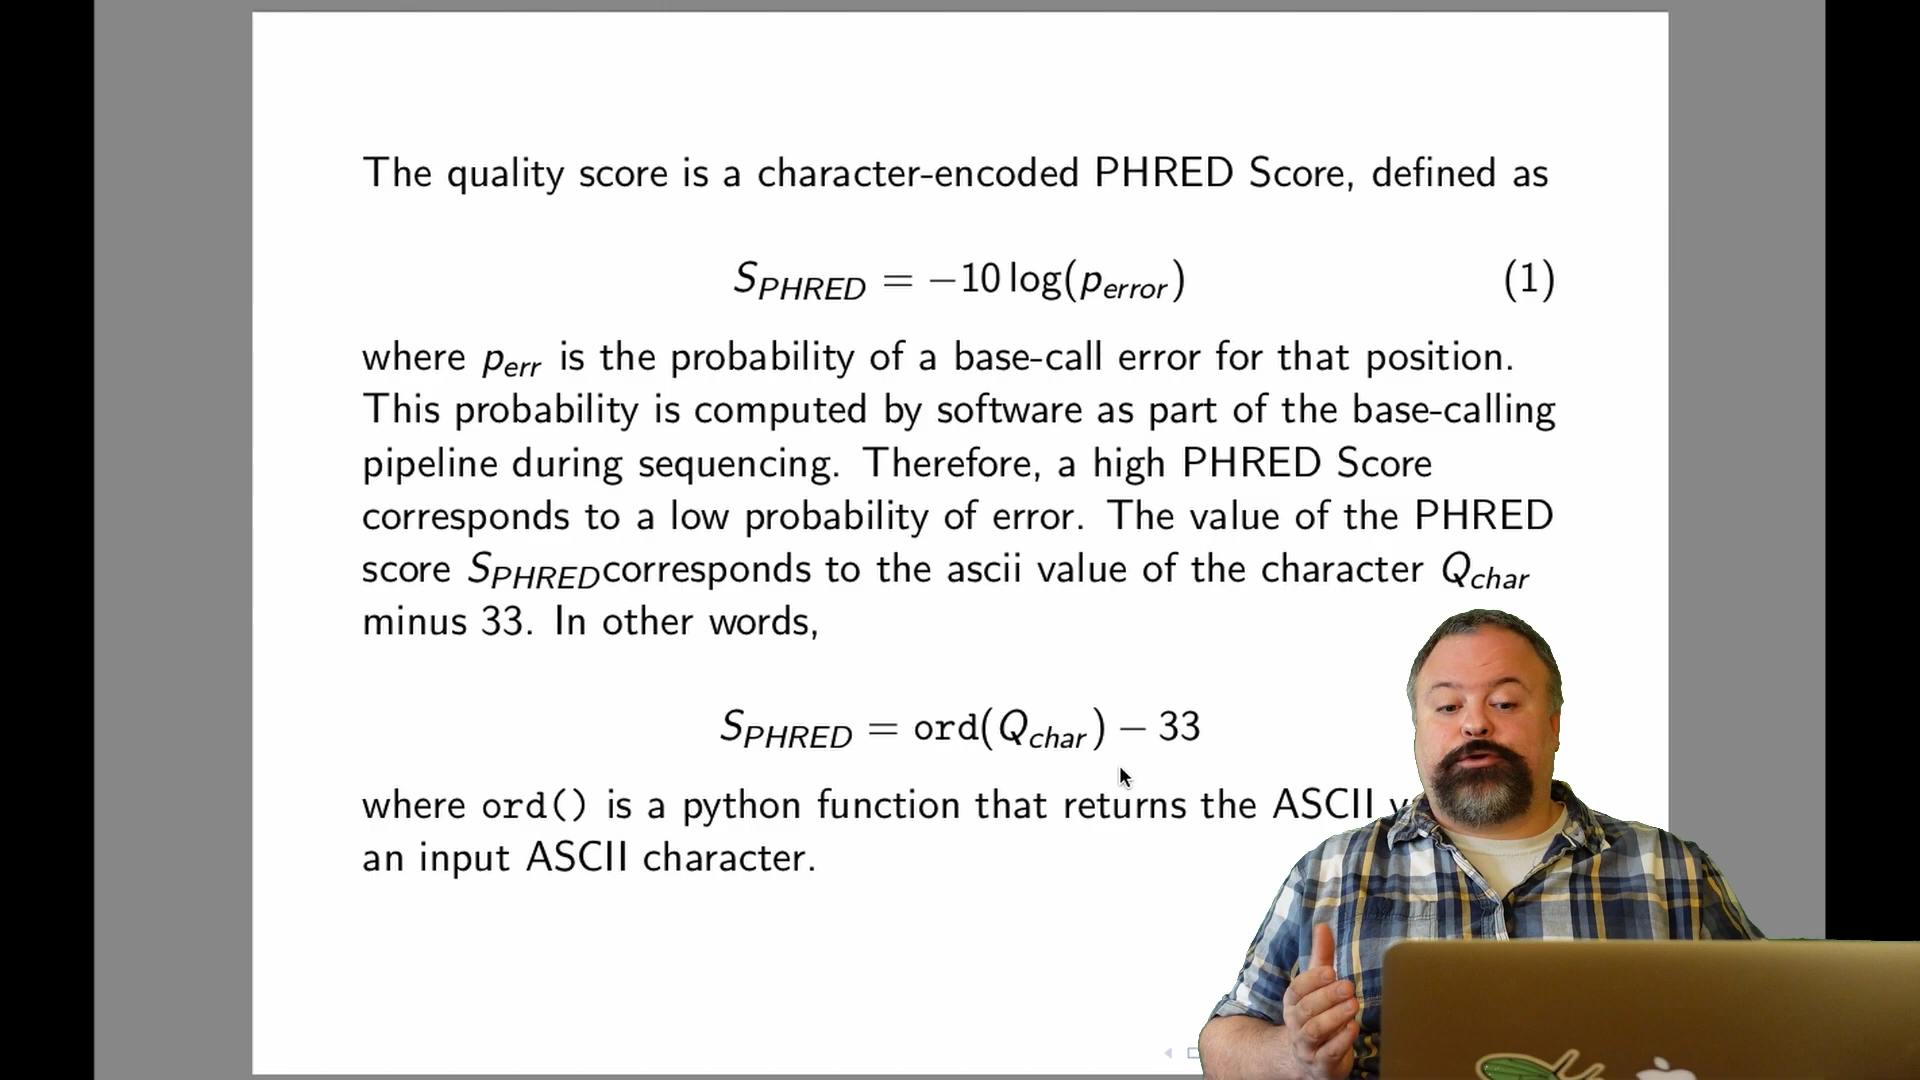 The quality score is a character-encoded PHRED Score, defined as
S_PHRED = −10 log(p_error) (1)
where p_err is the probability of a base-call error for that position.
This probability is computed by software as part of the base-calling
pipeline during sequencing. Therefore, a high PHRED Score
corresponds to a low probability of error. The value of the PHRED
score S_PHREDcorresponds to the ascii value of the character Q_char
minus 33. In other words,
S_PHRED = ord(Q_char) − 33
where ord() is a python function that returns the ASCII
an input ASCII character.